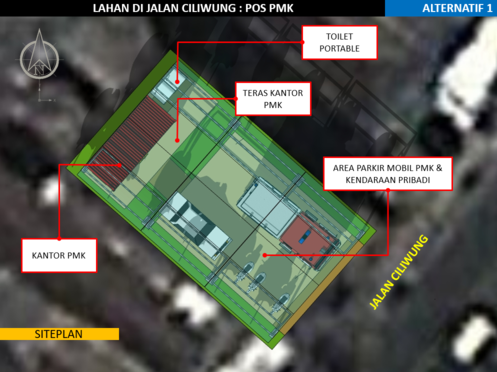 LAHAN DI JALAN CILIWUNG : POS PMK
ALTERNATIF 1
TOILET
PORTABLE
TERAS KANTOR
PMK
AREA PARKIR MOBIL PMK &
KENDARAAN PRIBADI
KANTOR PMK
JALAN CILIWUNG
SITEPLAN